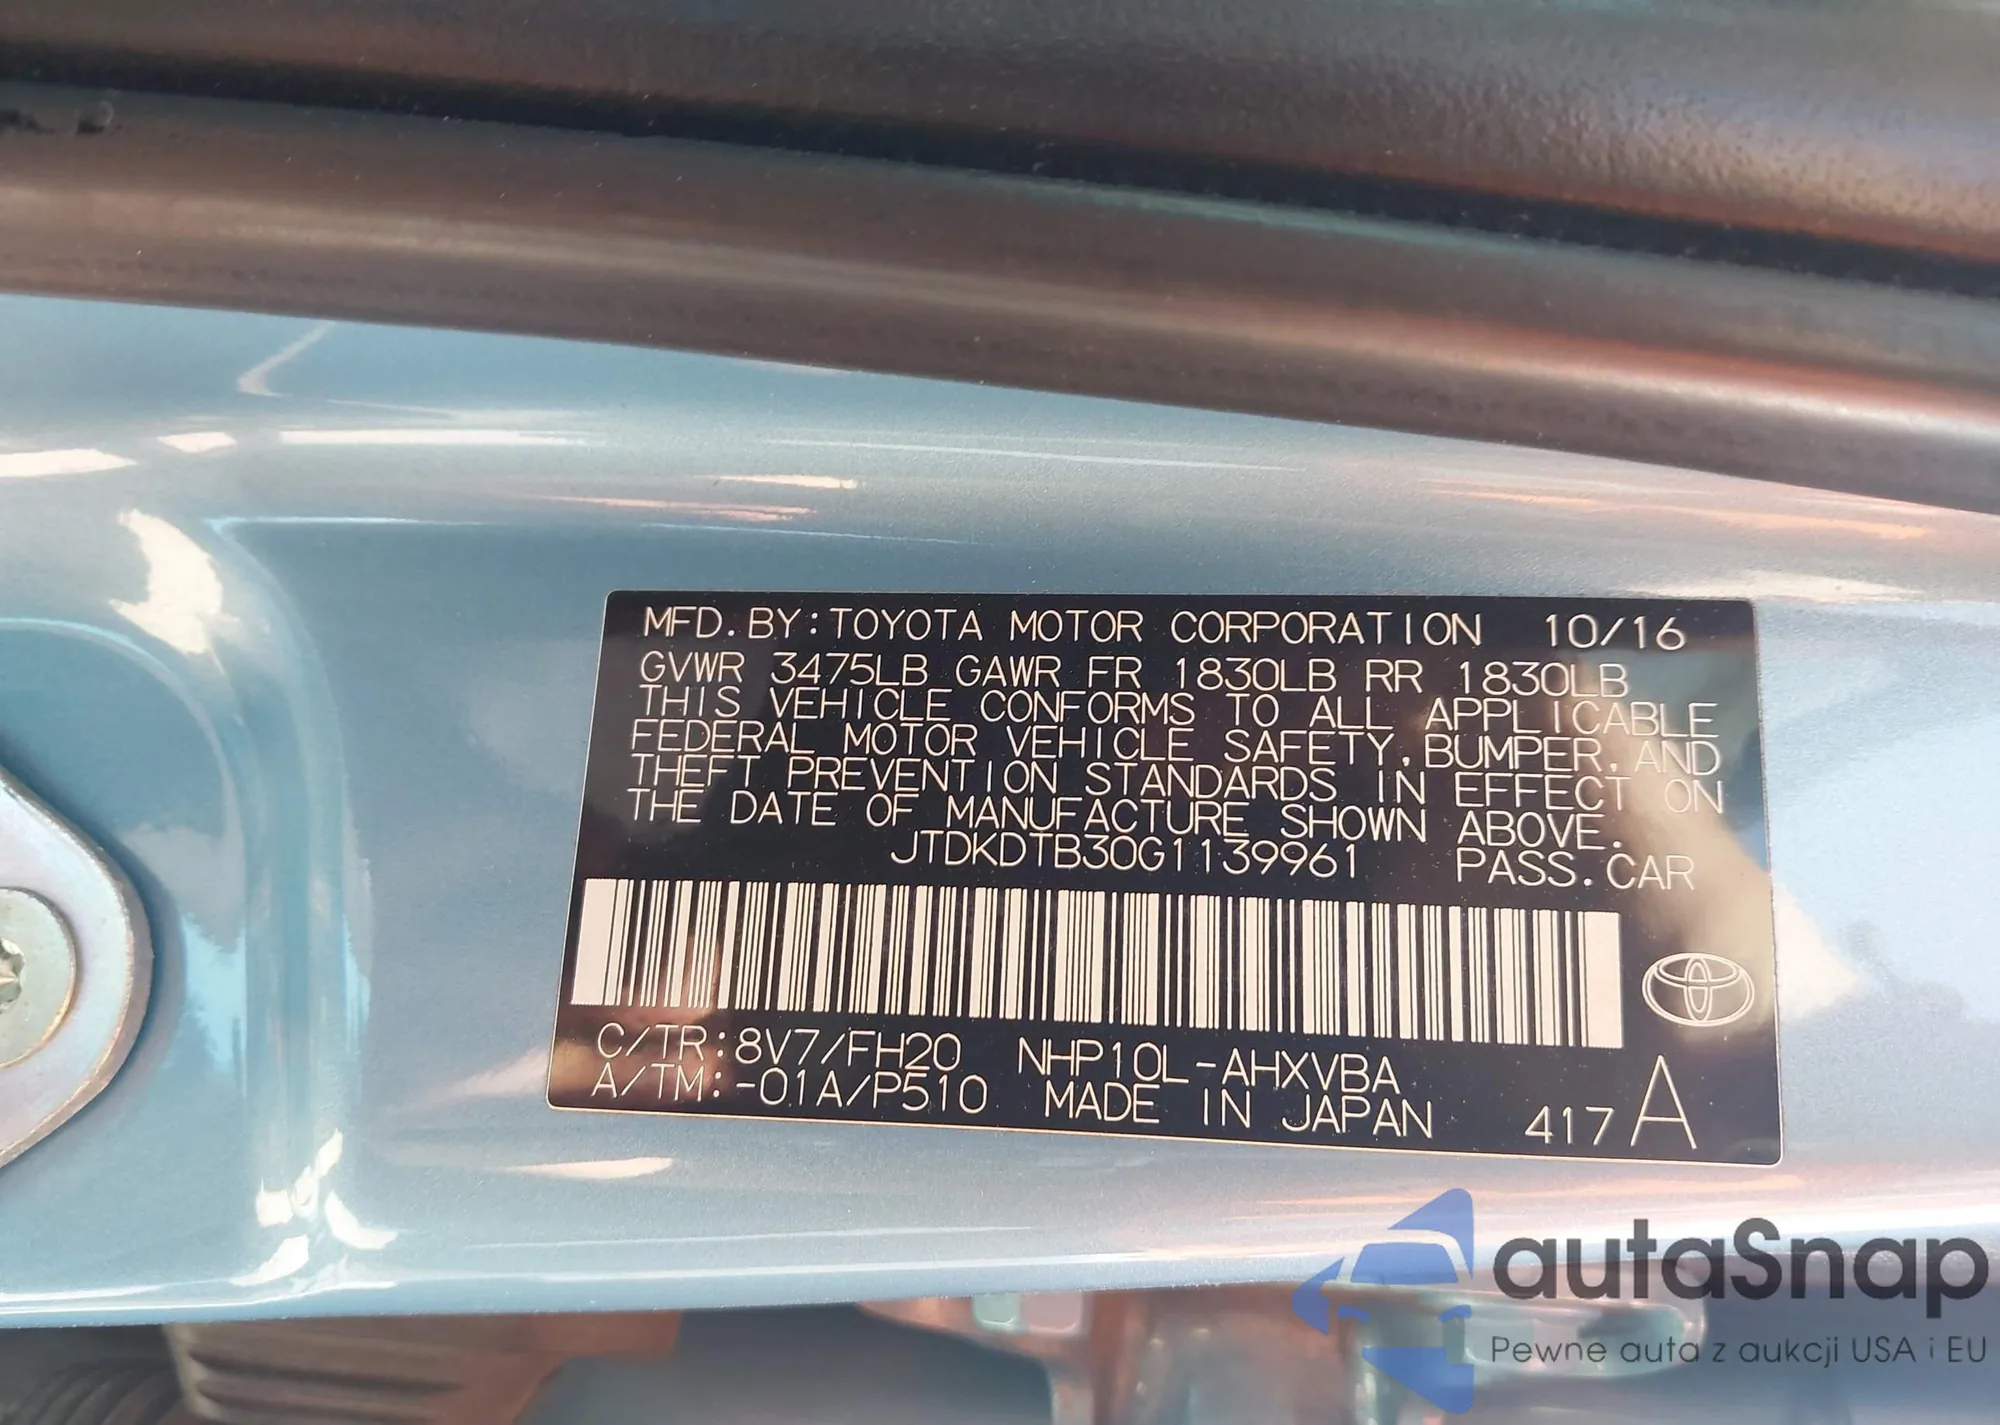 MFD. BY: TOYOTA MOTOR CORPORATION 10/16
GVWR 3475LB GAWR FR 1830LB RR 1830LB
THIS VEHICLE CONFORMS TO ALL APPLICABLE
FEDERAL MOTOR VEHICLE SAFETY, BUMPER, AND
THEFT PREVENTION STANDARDS IN EFFECT ON
THE DATE OF MANUFACTURE SHOWN ABOVE.
JTDKDTB30G1139961 PASS. CAR
C/TR: 8V7/FH20 NHP10L-AHXVBA
A/TM: -01A/P510 MADE IN JAPAN 417 A
autaSnap
Pewne auta z aukcji USA i EU